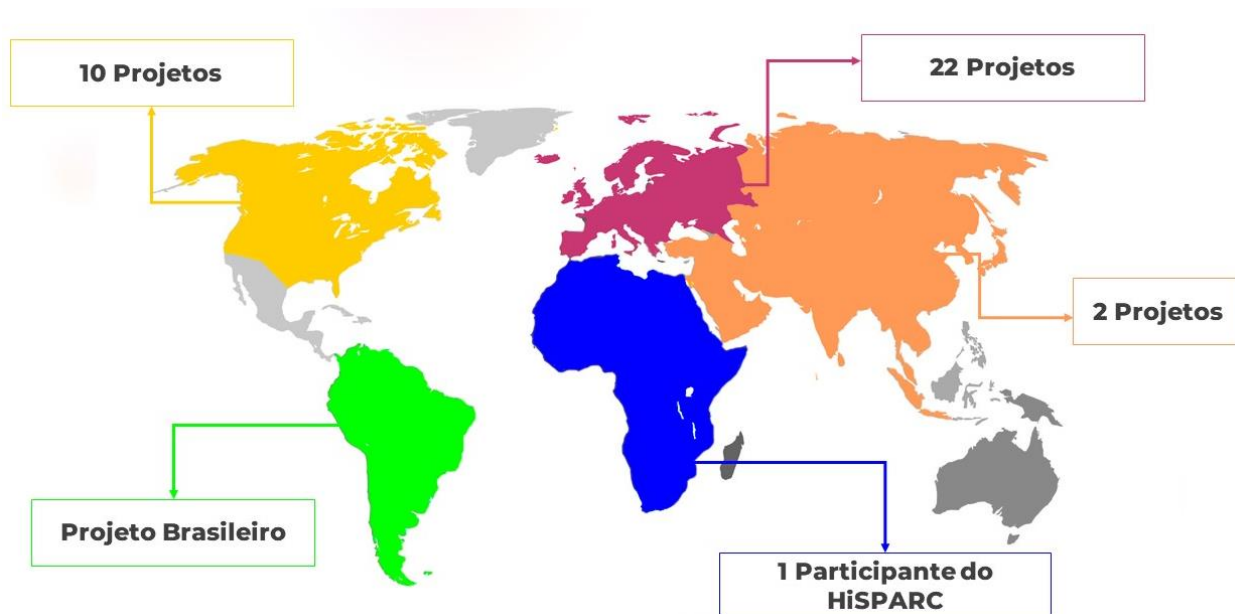 10 Projetos
22 Projetos
2 Projetos
Projeto Brasileiro
1 Participante do
HiSPARC